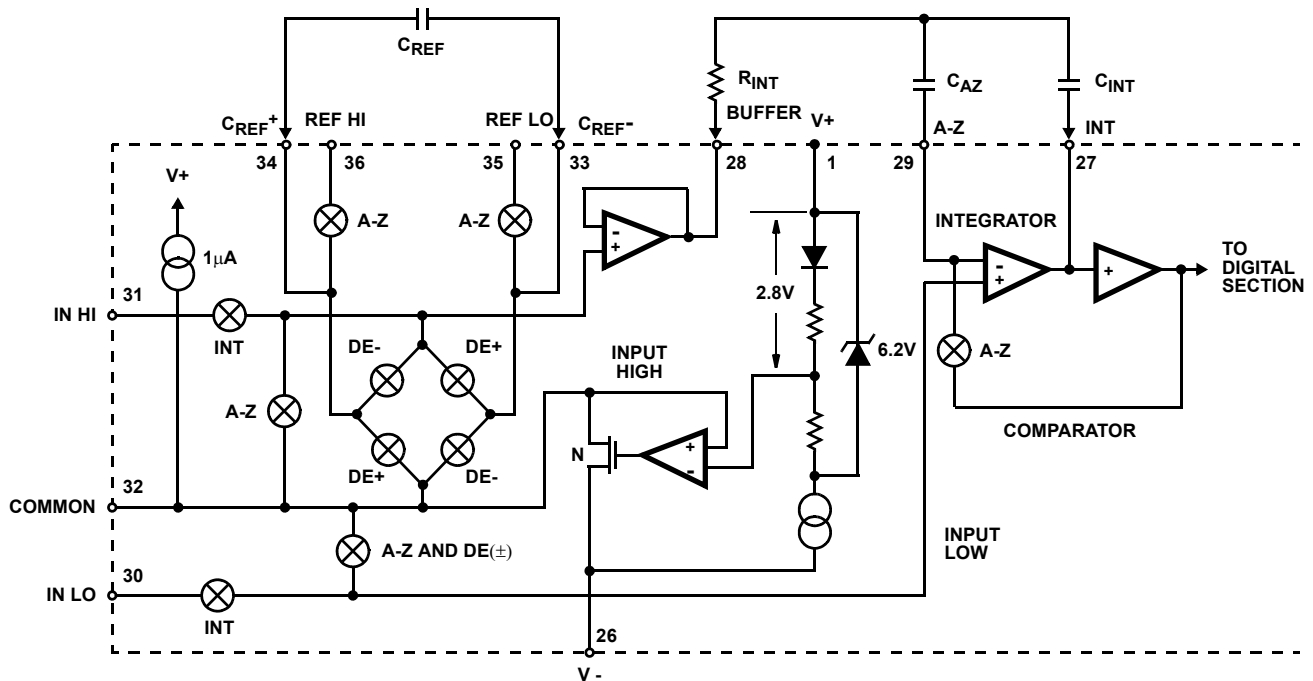 C_REF
R_INT
C_AZ
C_INT
C_REF+
REF HI
REF LO
C_REF-
BUFFER
V+
A-Z
INT
34
36
35
33
28
1
29
27
V+
1μA
A-Z
A-Z
-
+
INTEGRATOR
-
+
+
TO
DIGITAL
SECTION
2.8V
6.2V
31
IN HI
INT
DE-
DE+
INPUT
HIGH
A-Z
A-Z
COMPARATOR
DE+
DE-
N
+
-
32
COMMON
A-Z AND DE(±)
INPUT
LOW
30
IN LO
INT
26
V -